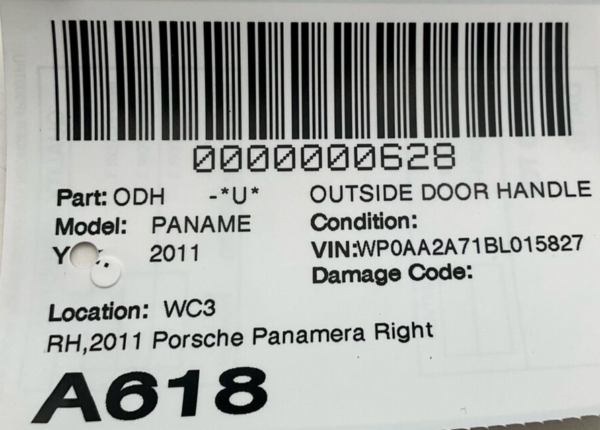 0000000628
Part: ODH -*U* OUTSIDE DOOR HANDLE
Model: PANAME Condition:
2011 VIN:WP0AA2A71BL015827
Damage Code:
Location: WC3
RH,2011 Porsche Panamera Right
A618